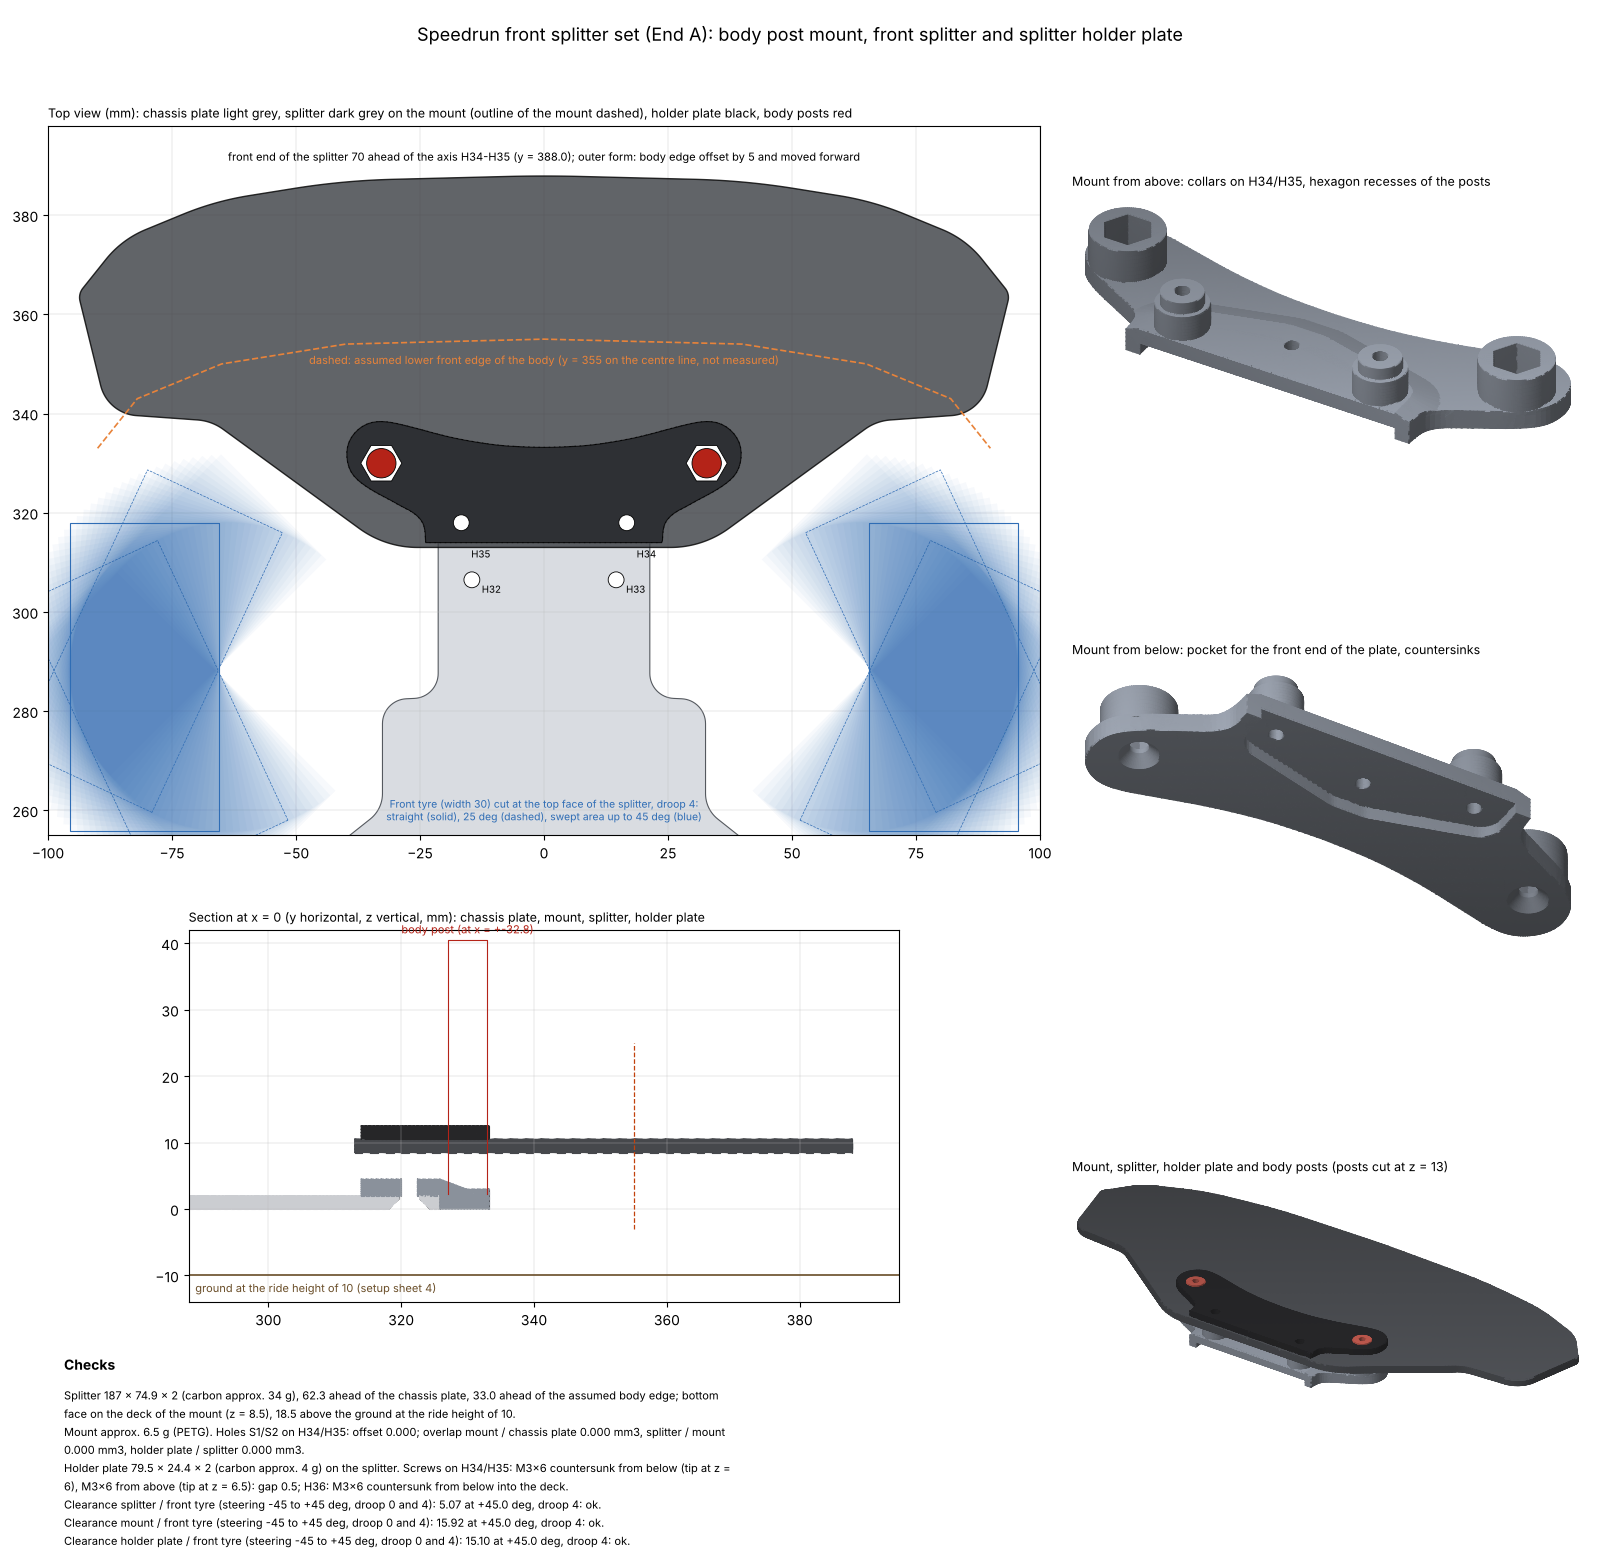 Speedrun front splitter set (End A): body post mount, front splitter and splitter holder plate
Top view (mm): chassis plate light grey, splitter dark grey on the mount (outline of the mount dashed), holder plate black, body posts red
front end of the splitter 70 ahead of the axis H34-H35 (y = 388.0); outer form: body edge offset by 5 and moved forward
dashed: assumed lower front edge of the body (y = 355 on the centre line, not measured)
H35
H34
H32
H33
Front tyre (width 30) cut at the top face of the splitter, droop 4:
straight (solid), 25 deg (dashed), swept area up to 45 deg (blue)
380
360
340
320
300
280
260
−100
−75
−50
−25
0
25
50
75
100
Mount from above: collars on H34/H35, hexagon recesses of the posts
Mount from below: pocket for the front end of the plate, countersinks
Mount, splitter, holder plate and body posts (posts cut at z = 13)
Section at x = 0 (y horizontal, z vertical, mm): chassis plate, mount, splitter, holder plate
body post (at x = +-32.8)
40
30
20
10
0
−10
ground at the ride height of 10 (setup sheet 4)
300
320
340
360
380
Checks
Splitter 187 × 74.9 × 2 (carbon approx. 34 g), 62.3 ahead of the chassis plate, 33.0 ahead of the assumed body edge; bottom
face on the deck of the mount (z = 8.5), 18.5 above the ground at the ride height of 10.
Mount approx. 6.5 g (PETG). Holes S1/S2 on H34/H35: offset 0.000; overlap mount / chassis plate 0.000 mm3, splitter / mount
0.000 mm3, holder plate / splitter 0.000 mm3.
Holder plate 79.5 × 24.4 × 2 (carbon approx. 4 g) on the splitter. Screws on H34/H35: M3×6 countersunk from below (tip at z =
6), M3×6 from above (tip at z = 6.5): gap 0.5; H36: M3×6 countersunk from below into the deck.
Clearance splitter / front tyre (steering -45 to +45 deg, droop 0 and 4): 5.07 at +45.0 deg, droop 4: ok.
Clearance mount / front tyre (steering -45 to +45 deg, droop 0 and 4): 15.92 at +45.0 deg, droop 4: ok.
Clearance holder plate / front tyre (steering -45 to +45 deg, droop 0 and 4): 15.10 at +45.0 deg, droop 4: ok.